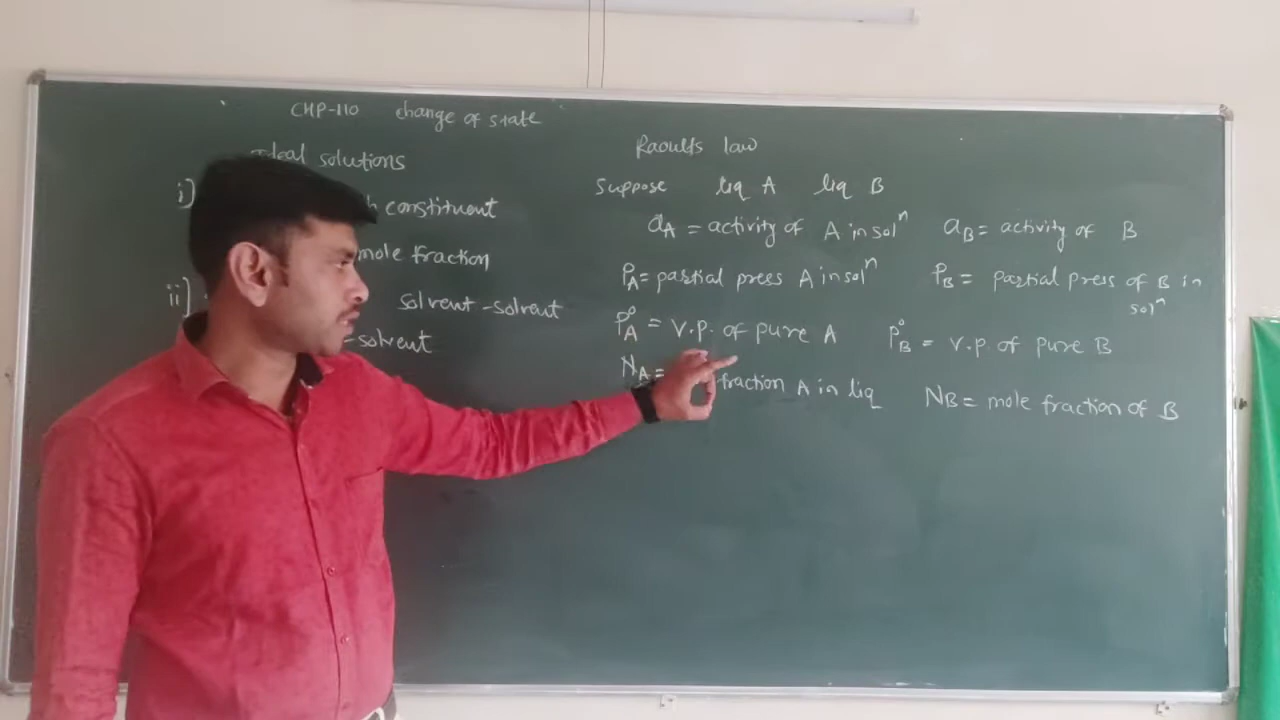 CHP-110 change of state
Ideal solutions
i]
constituent
mole fraction
ii] solvent-solvent
-solvent
Raoults law
Suppose liq A liq B
aA = activity of A in solⁿ aB = activity of B
PA = partial press A in solⁿ PB = partial press of B in
solⁿ
P°A = V.P. of pure A P°B = V.P. of pure B
NA = fraction A in liq NB = mole fraction of B